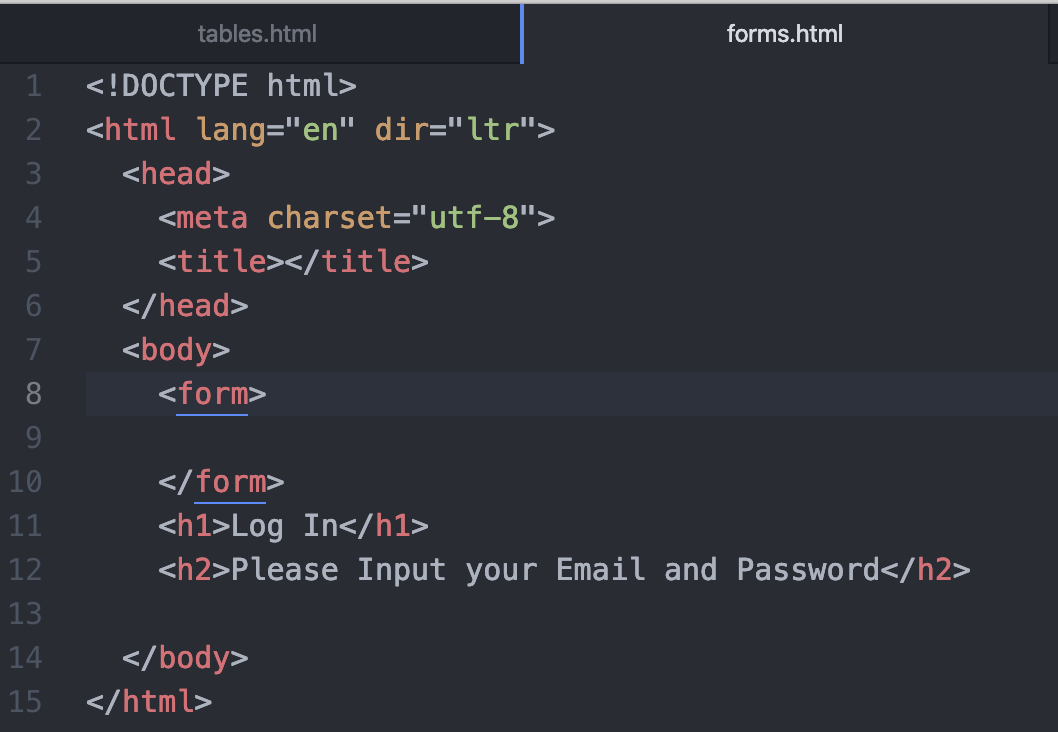 tables.html
forms.html
1 <!DOCTYPE html>
2 <html lang="en" dir="ltr">
3 <head>
4 <meta charset="utf-8">
5 <title></title>
6 </head>
7 <body>
8 <form>
9
10 </form>
11 <h1>Log In</h1>
12 <h2>Please Input your Email and Password</h2>
13
14 </body>
15 </html>